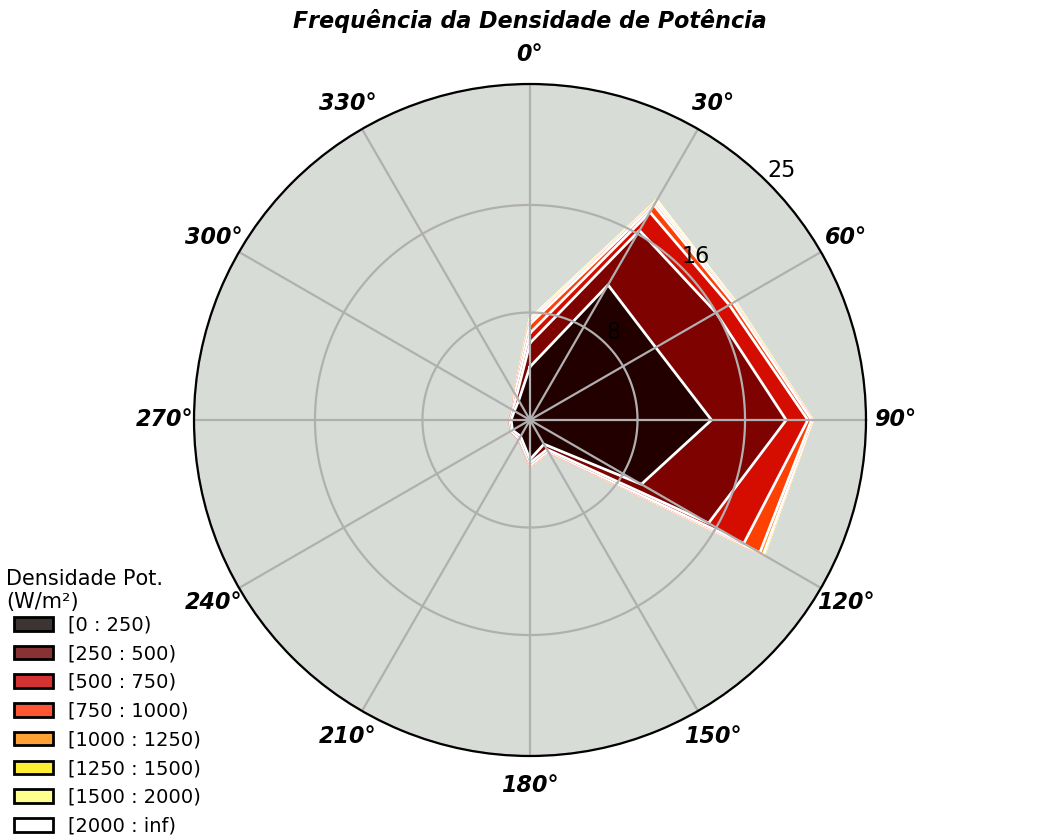 Frequência da Densidade de Potência
0°
330°
30°
25
300°
60°
16
8
270°
90°
240°
120°
210°
150°
180°
Densidade Pot.
(W/m²)
[0 : 250)
[250 : 500)
[500 : 750)
[750 : 1000)
[1000 : 1250)
[1250 : 1500)
[1500 : 2000)
[2000 : inf)